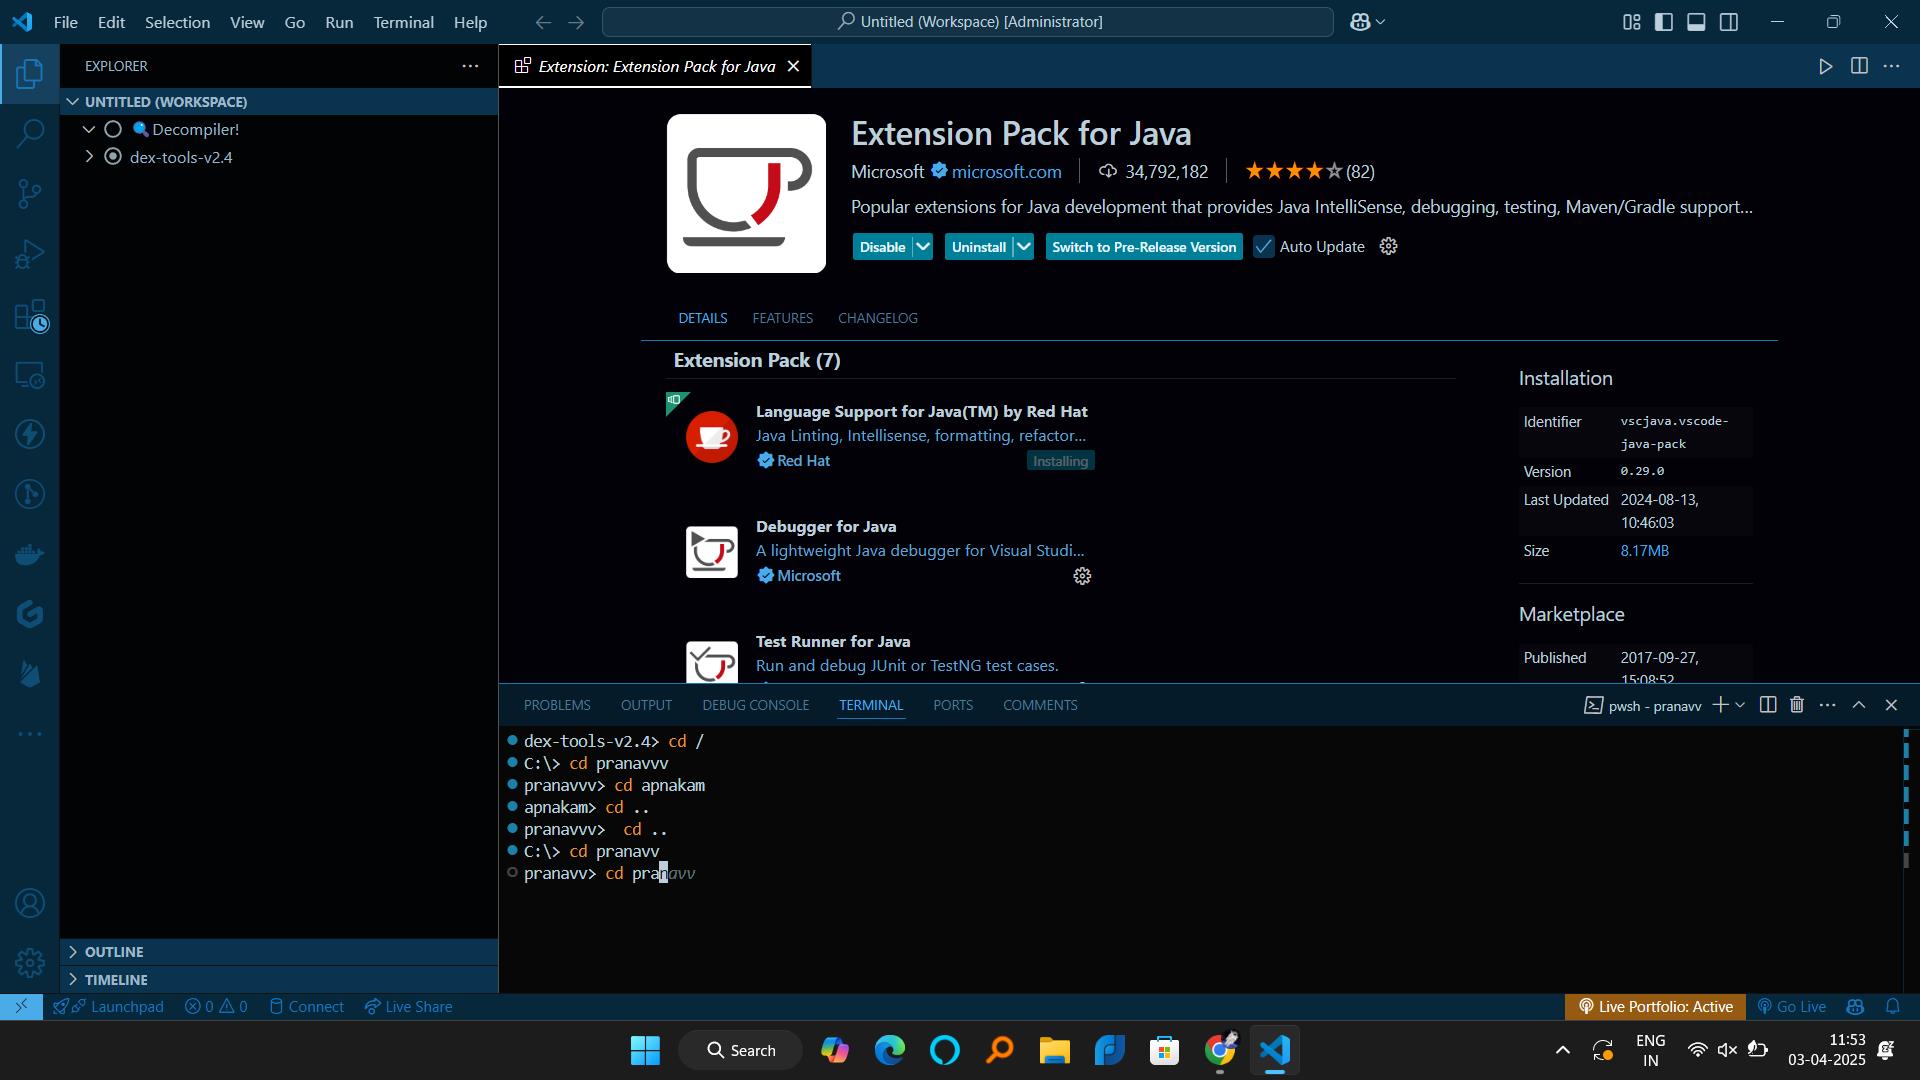 File Edit Selection View Go Run Terminal Help
Untitled (Workspace) [Administrator]
EXPLORER
UNTITLED (WORKSPACE)
Decompiler!
dex-tools-v2.4
OUTLINE
TIMELINE
Extension: Extension Pack for Java
Extension Pack for Java
Microsoft microsoft.com 34,792,182 (82)
Popular extensions for Java development that provides Java IntelliSense, debugging, testing, Maven/Gradle support...
Disable Uninstall Switch to Pre-Release Version Auto Update
DETAILS FEATURES CHANGELOG
Extension Pack (7)
Language Support for Java(TM) by Red Hat
Java Linting, Intellisense, formatting, refactor...
Red Hat Installing
Debugger for Java
A lightweight Java debugger for Visual Studi...
Microsoft
Test Runner for Java
Run and debug JUnit or TestNG test cases.
Installation
Identifier vscjava.vscode-
java-pack
Version 0.29.0
Last Updated 2024-08-13,
10:46:03
Size 8.17MB
Marketplace
Published 2017-09-27,
15:08:52
PROBLEMS OUTPUT DEBUG CONSOLE TERMINAL PORTS COMMENTS
pwsh - pranavv
dex-tools-v2.4> cd /
C:\> cd pranavvv
pranavvv> cd apnakam
apnakam> cd ..
pranavvv>  cd ..
C:\> cd pranavv
pranavv> cd pranavv
Launchpad 0 0 Connect Live Share
Live Portfolio: Active Go Live
Search
ENG
IN
11:53
03-04-2025